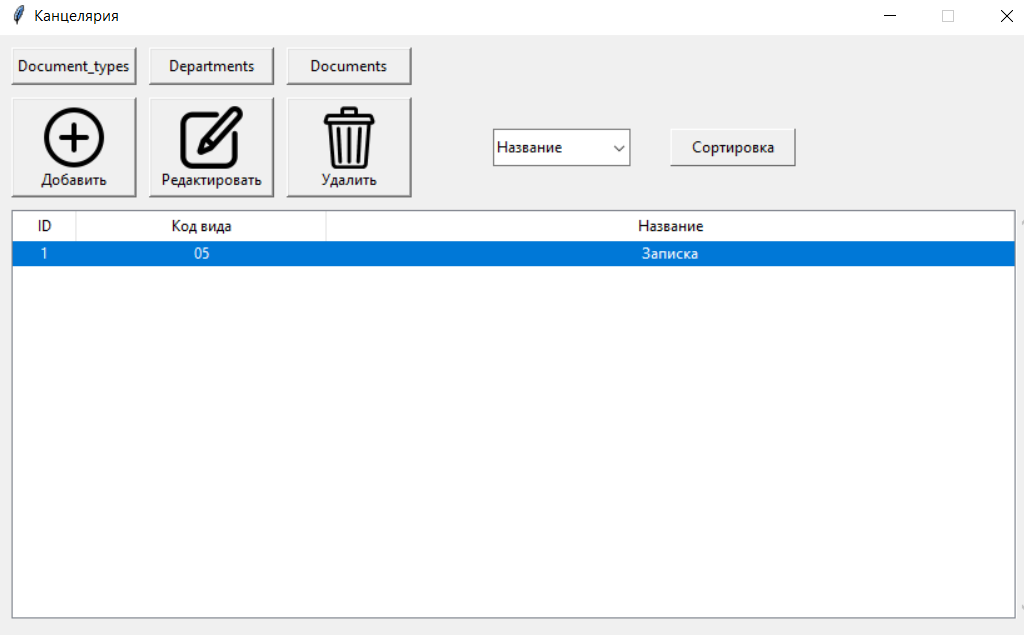 Канцелярия
Document_types Departments Documents
Добавить Редактировать Удалить
Название Сортировка
ID Код вида Название
1 05 Записка